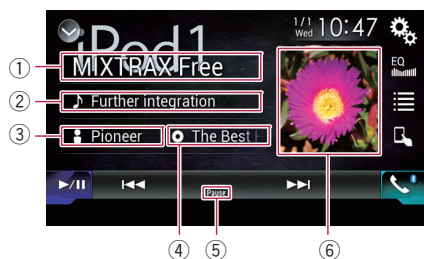 iPod1
1/1
Wed 10:47
① MIXTRAX Free
EQ
② Further integration
③ Pioneer The Best
Pause
④ ⑤ ⑥